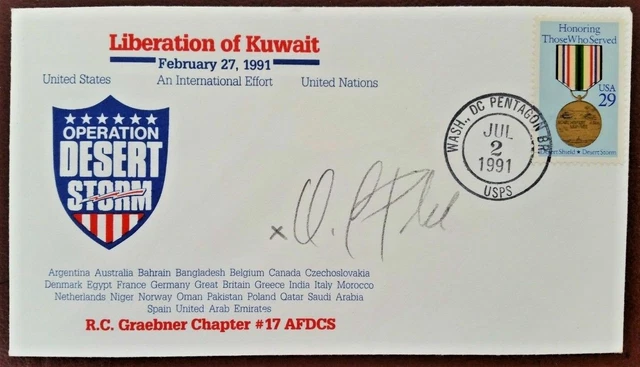 Liberation of Kuwait
February 27, 1991
United States An International Effort United Nations
OPERATION
DESERT
STORM
Honoring
Those Who Served
USA
29
Desert Shield • Desert Storm
WASH., DC PENTAGON BR
JUL
2
1991
USPS
x
Argentina Australia Bahrain Bangladesh Belgium Canada Czechoslovakia
Denmark Egypt France Germany Great Britain Greece India Italy Morocco
Netherlands Niger Norway Oman Pakistan Poland Qatar Saudi Arabia
Spain United Arab Emirates
R.C. Graebner Chapter #17 AFDCS